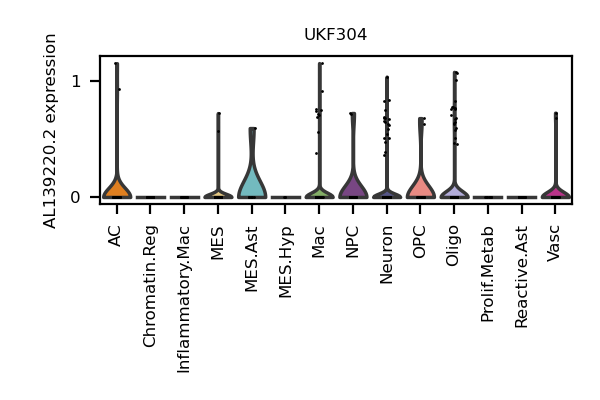 UKF304
AL139220.2 expression
1
0
AC
Chromatin.Reg
Inflammatory.Mac
MES
MES.Ast
MES.Hyp
Mac
NPC
Neuron
OPC
Oligo
Prolif.Metab
Reactive.Ast
Vasc